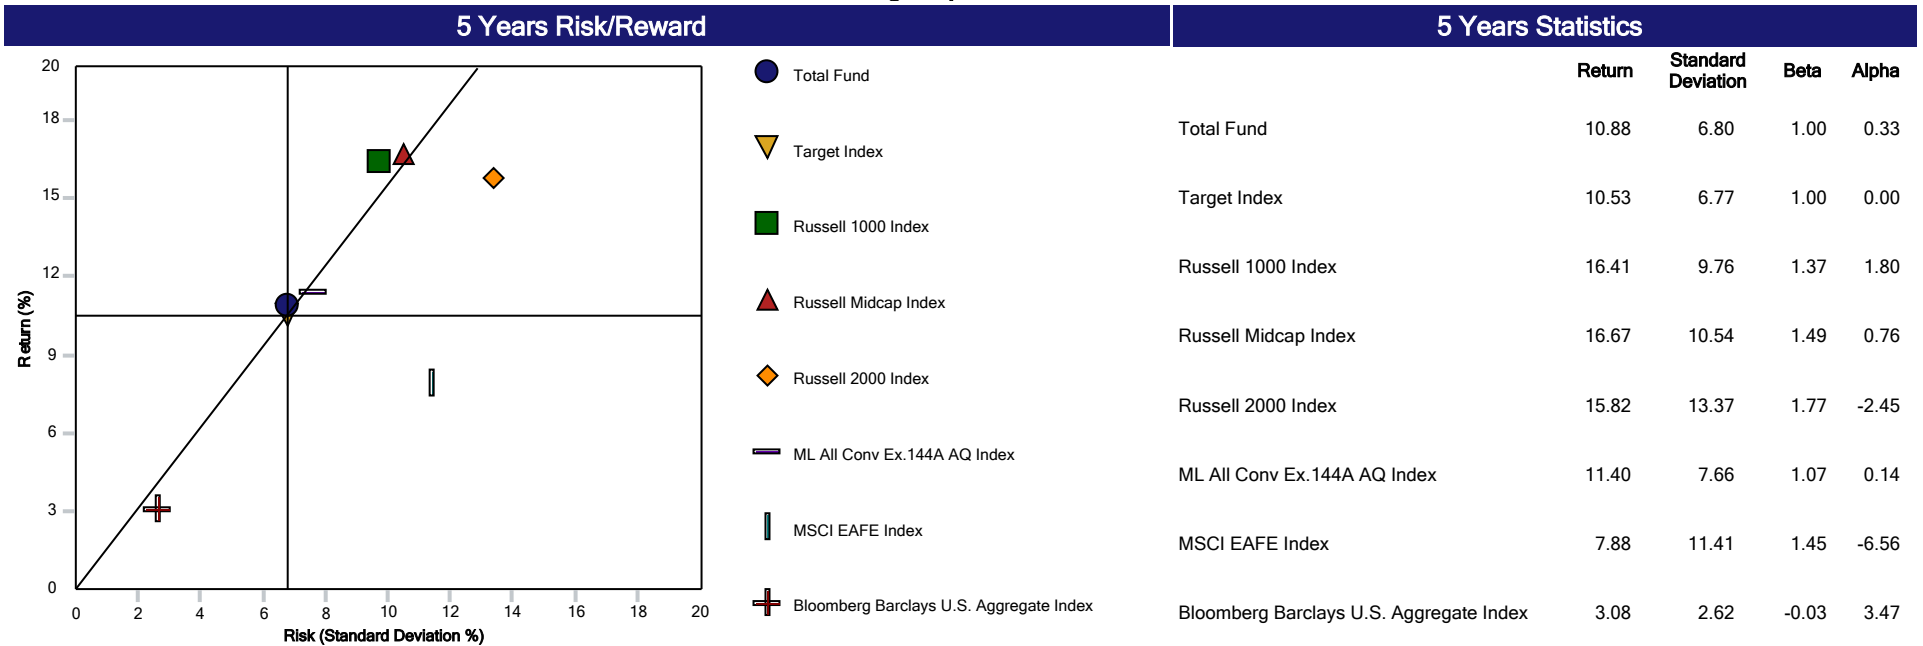 5 Years Risk/Reward
5 Years Statistics
20
18
15
12
9
6
3
0
Return (%)
0 2 4 6 8 10 12 14 16 18 20
Risk (Standard Deviation %)
Total Fund
Target Index
Russell 1000 Index
Russell Midcap Index
Russell 2000 Index
ML All Conv Ex.144A AQ Index
MSCI EAFE Index
Bloomberg Barclays U.S. Aggregate Index
Return Standard Deviation Beta Alpha
Total Fund 10.88 6.80 1.00 0.33
Target Index 10.53 6.77 1.00 0.00
Russell 1000 Index 16.41 9.76 1.37 1.80
Russell Midcap Index 16.67 10.54 1.49 0.76
Russell 2000 Index 15.82 13.37 1.77 -2.45
ML All Conv Ex.144A AQ Index 11.40 7.66 1.07 0.14
MSCI EAFE Index 7.88 11.41 1.45 -6.56
Bloomberg Barclays U.S. Aggregate Index 3.08 2.62 -0.03 3.47